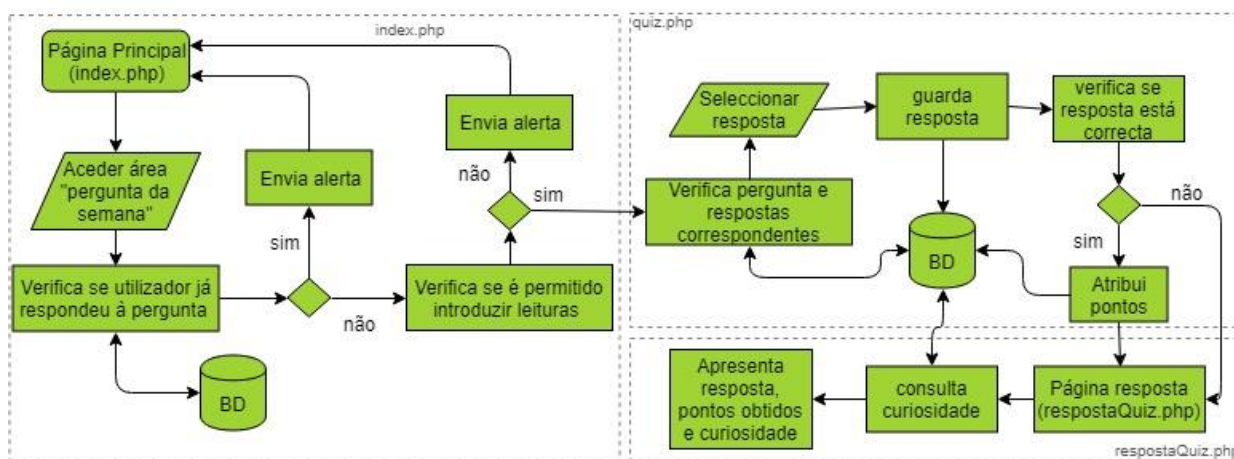 index.php
Página Principal
(index.php)
Aceder área
"pergunta da
semana"
Verifica se utilizador já
respondeu à pergunta
BD
sim
Envia alerta
não
Verifica se é permitido
introduzir leituras
não
Envia alerta
sim
quiz.php
Verifica pergunta e
respostas
correspondentes
Seleccionar
resposta
guarda
resposta
BD
verifica se
resposta está
correcta
não
sim
Atribui
pontos
Página resposta
(respostaQuiz.php)
consulta
curiosidade
Apresenta
resposta,
pontos obtidos
e curiosidade
respostaQuiz.php